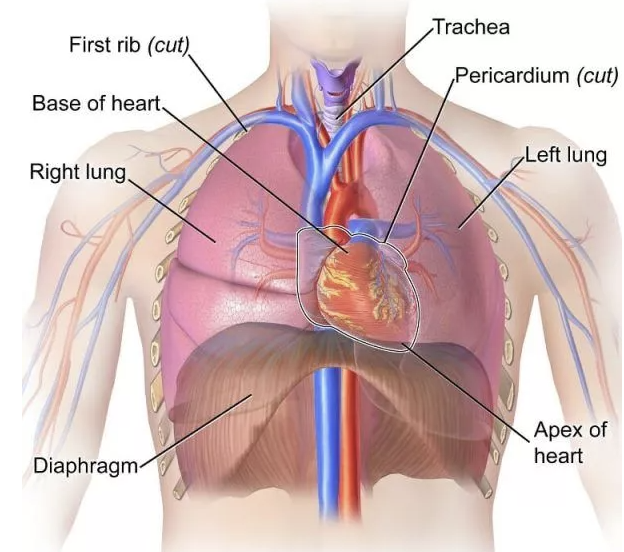 Trachea
First rib (cut)
Pericardium (cut)
Base of heart
Left lung
Right lung
Apex of
heart
Diaphragm